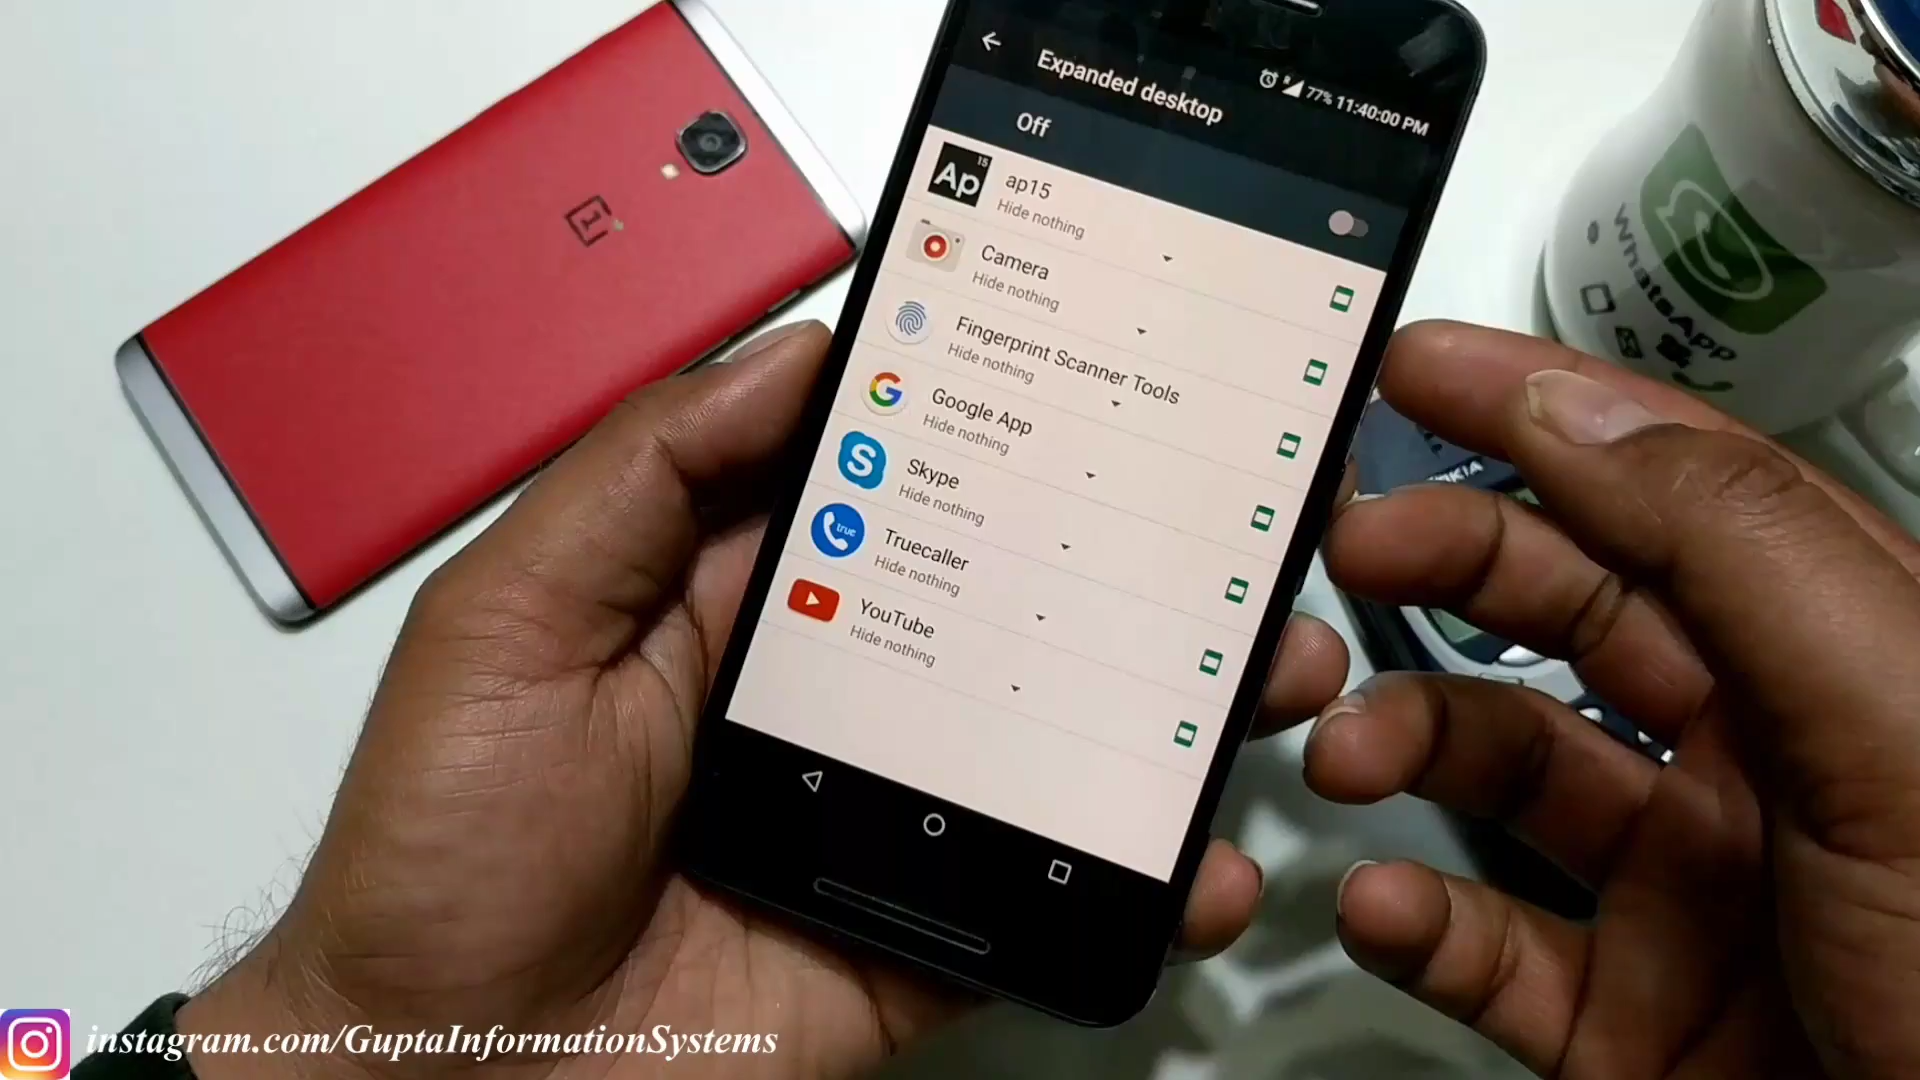 Expanded desktop
77% 11:40:00 PM
Off
Ap 15
ap15
Hide nothing
Camera
Hide nothing
Fingerprint Scanner Tools
Hide nothing
Google App
Hide nothing
Skype
Hide nothing
true
Truecaller
Hide nothing
YouTube
Hide nothing
WhatsApp
instagram.com/GuptaInformationSystems